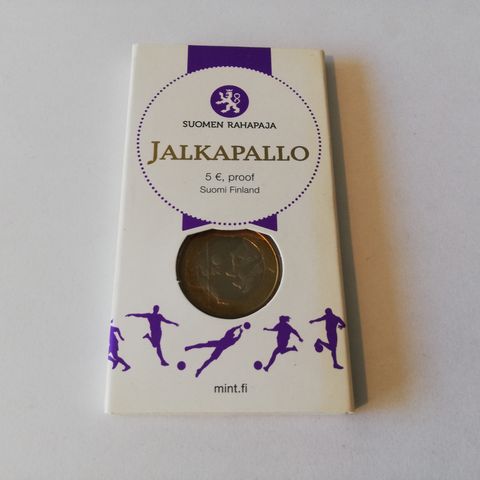 SUOMEN RAHAPAJA
JALKAPALLO
5 €, proof
Suomi Finland
mint.fi